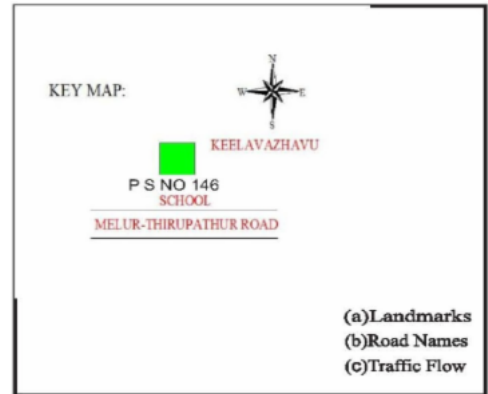 N
KEY MAP:
W E
S
KEELAVAZHAVU
P S NO 146
SCHOOL
MELUR-THIRUPATHUR ROAD
(a)Landmarks
(b)Road Names
(c)Traffic Flow